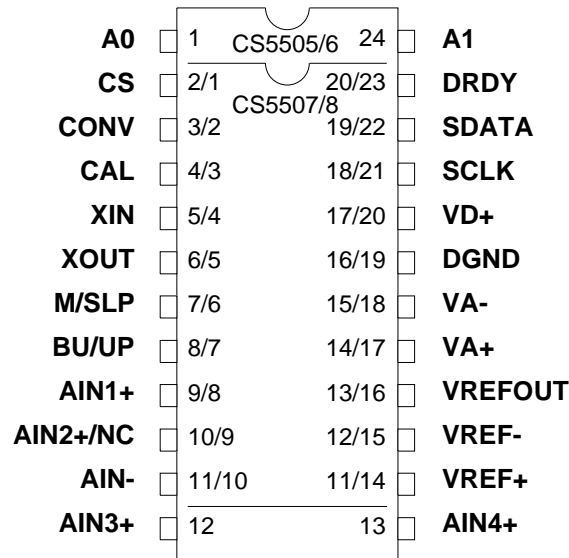 A0 1 CS5505/6 24 A1
CS 2/1 20/23 DRDY
CS5507/8
CONV 3/2 19/22 SDATA
CAL 4/3 18/21 SCLK
XIN 5/4 17/20 VD+
XOUT 6/5 16/19 DGND
M/SLP 7/6 15/18 VA-
BU/UP 8/7 14/17 VA+
AIN1+ 9/8 13/16 VREFOUT
AIN2+/NC 10/9 12/15 VREF-
AIN- 11/10 11/14 VREF+
AIN3+ 12 13 AIN4+